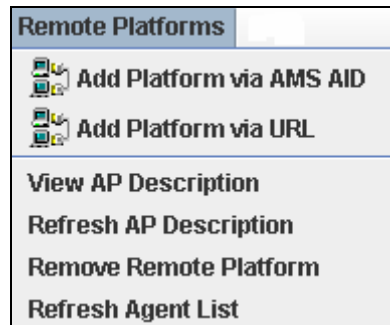 Remote Platforms
Add Platform via AMS AID
Add Platform via URL
View AP Description
Refresh AP Description
Remove Remote Platform
Refresh Agent List